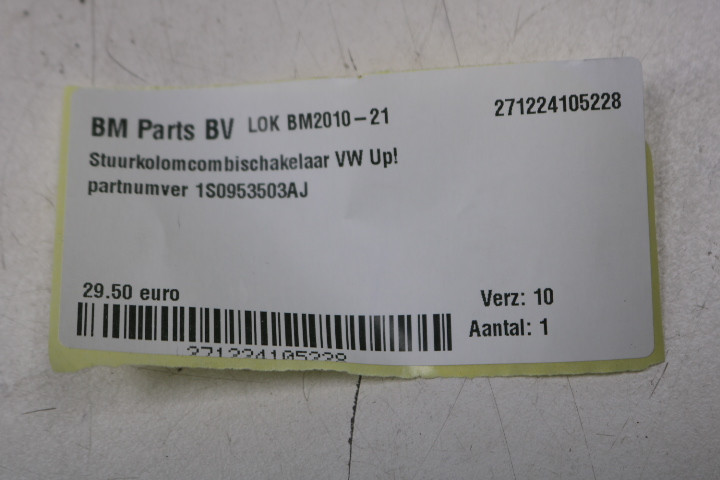 BM Parts BV LOK BM2010-21 271224105228
Stuurkolomcombischakelaar VW Up!
partnumver 1S0953503AJ
29.50 euro
Verz: 10
Aantal: 1
271224105228